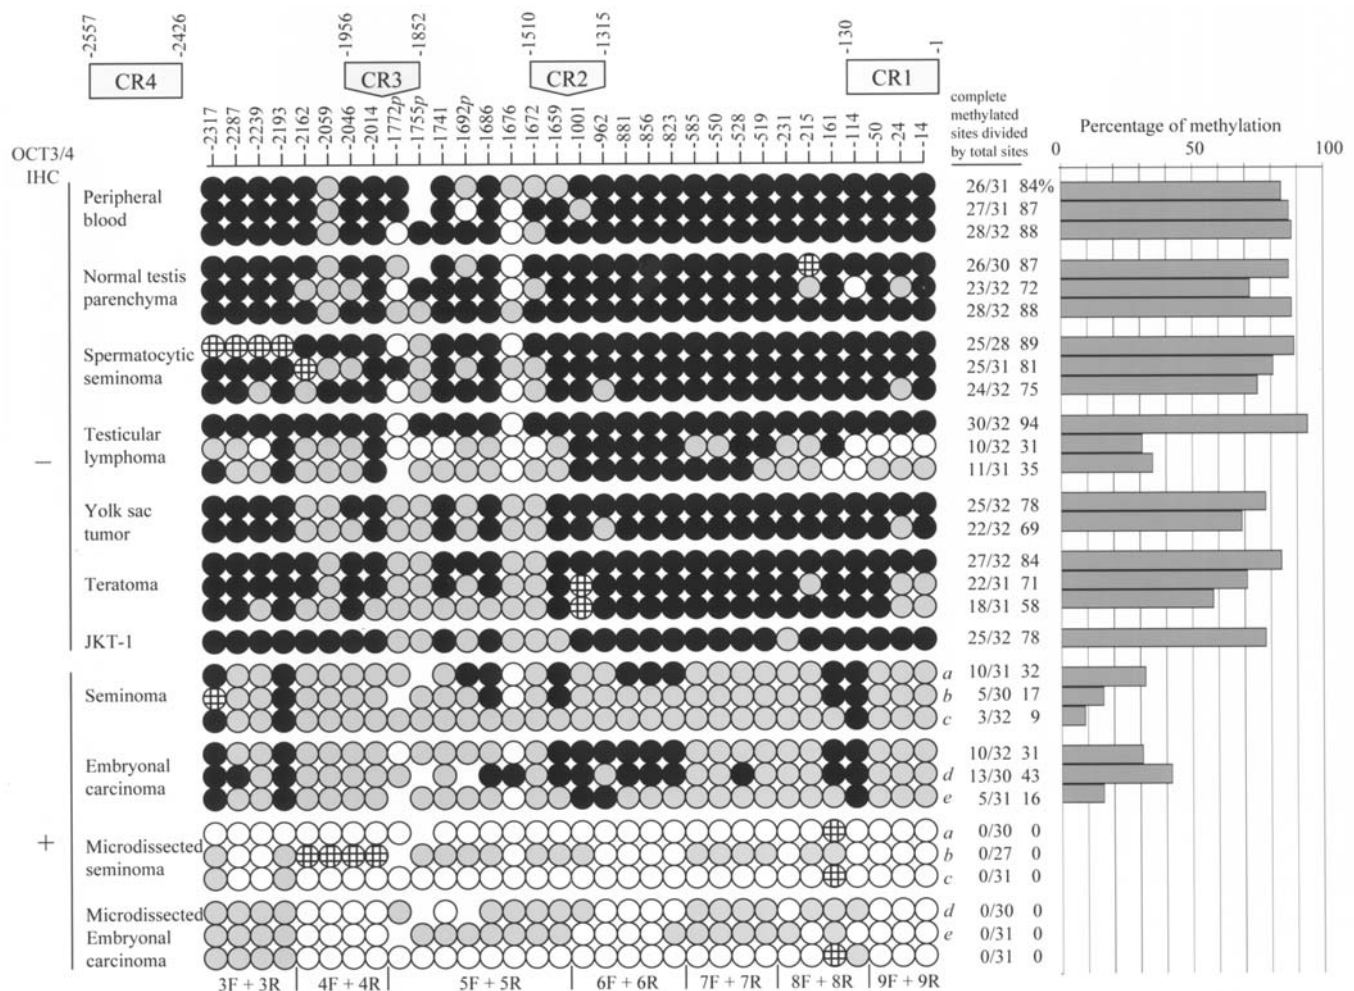 -2557
-2426
-1956
-1852
-1510
-1315
-130
-1
CR4
CR3
CR2
CR1
-2317
-2287
-2239
-2193
-2162
-2059
-2046
-2014
-1772p
-1755p
-1741
-1692p
-1686
-1676
-1672
-1659
-1001
-962
-881
-856
-823
-585
-550
-528
-519
-231
-215
-161
-114
-50
-24
-14
complete
methylated
sites divided
by total sites
Percentage of methylation
0 50 100
OCT3/4
IHC
Peripheral
blood
26/31 84%
27/31 87
28/32 88
Normal testis
parenchyma
26/30 87
23/32 72
28/32 88
Spermatocytic
seminoma
25/28 89
25/31 81
24/32 75
Testicular
lymphoma
30/32 94
10/32 31
11/31 35
−
Yolk sac
tumor
25/32 78
22/32 69
Teratoma
27/32 84
22/31 71
18/31 58
JKT-1
25/32 78
Seminoma
a 10/31 32
b 5/30 17
c 3/32 9
Embryonal
carcinoma
10/32 31
d 13/30 43
e 5/31 16
+
Microdissected
seminoma
a 0/30 0
b 0/27 0
c 0/31 0
Microdissected
Embryonal
carcinoma
d 0/30 0
e 0/31 0
0/31 0
3F + 3R 4F + 4R 5F + 5R 6F + 6R 7F + 7R 8F + 8R 9F + 9R